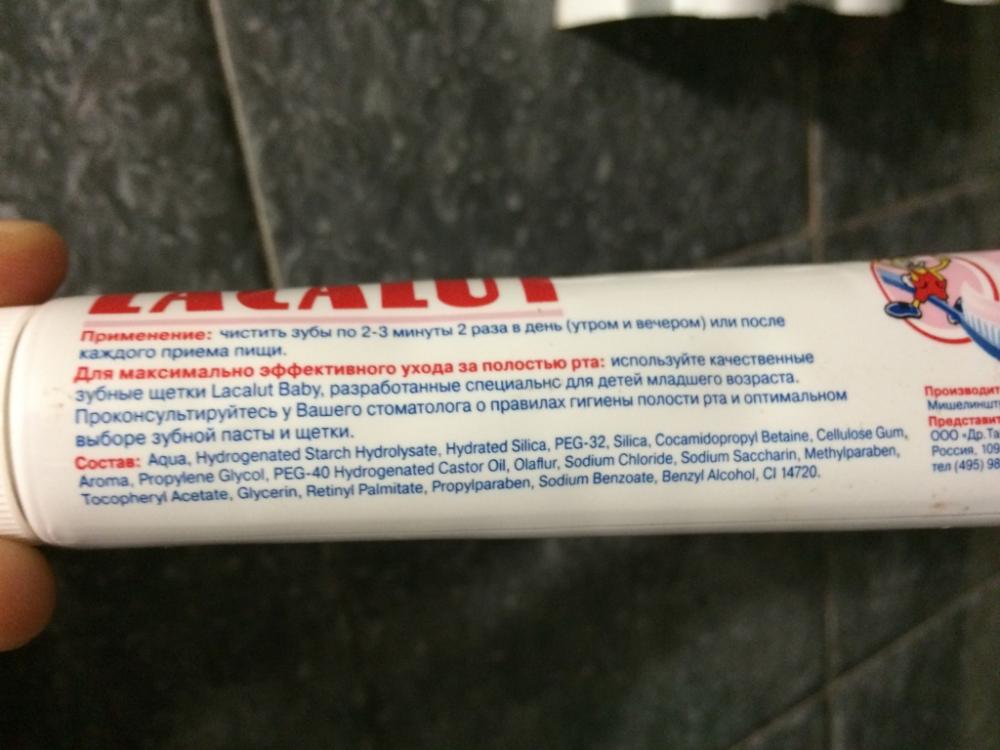 LACALUT
Применение: чистить зубы по 2-3 минуты 2 раза в день (утром и вечером) или после
каждого приема пищи.
Для максимально эффективного ухода за полостью рта: используйте качественные
зубные щетки Lacalut Baby, разработанные специально для детей младшего возраста.
Проконсультируйтесь у Вашего стоматолога о правилах гигиены полости рта и оптимальном
выборе зубной пасты и щетки.
Состав: Aqua, Hydrogenated Starch Hydrolysate, Hydrated Silica, PEG-32, Silica, Cocamidopropyl Betaine, Cellulose Gum,
Aroma, Propylene Glycol, PEG-40 Hydrogenated Castor Oil, Olaflur, Sodium Chloride, Sodium Saccharin, Methylparaben,
Tocopheryl Acetate, Glycerin, Retinyl Palmitate, Propylparaben, Sodium Benzoate, Benzyl Alcohol, CI 14720.
Производит
Мишелиншт
Представит
ООО «Др.Та
Россия, 109
тел (495) 98